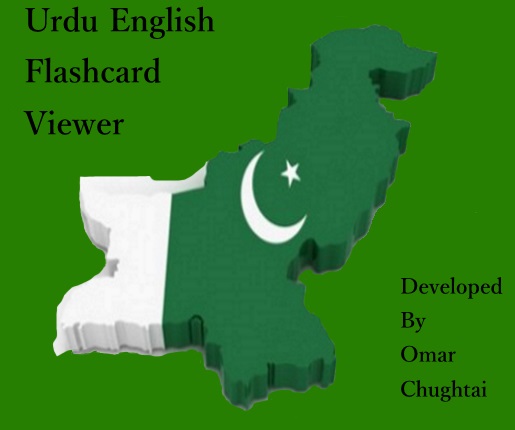 Urdu English
Flashcard
Viewer
Developed
By
Omar
Chughtai